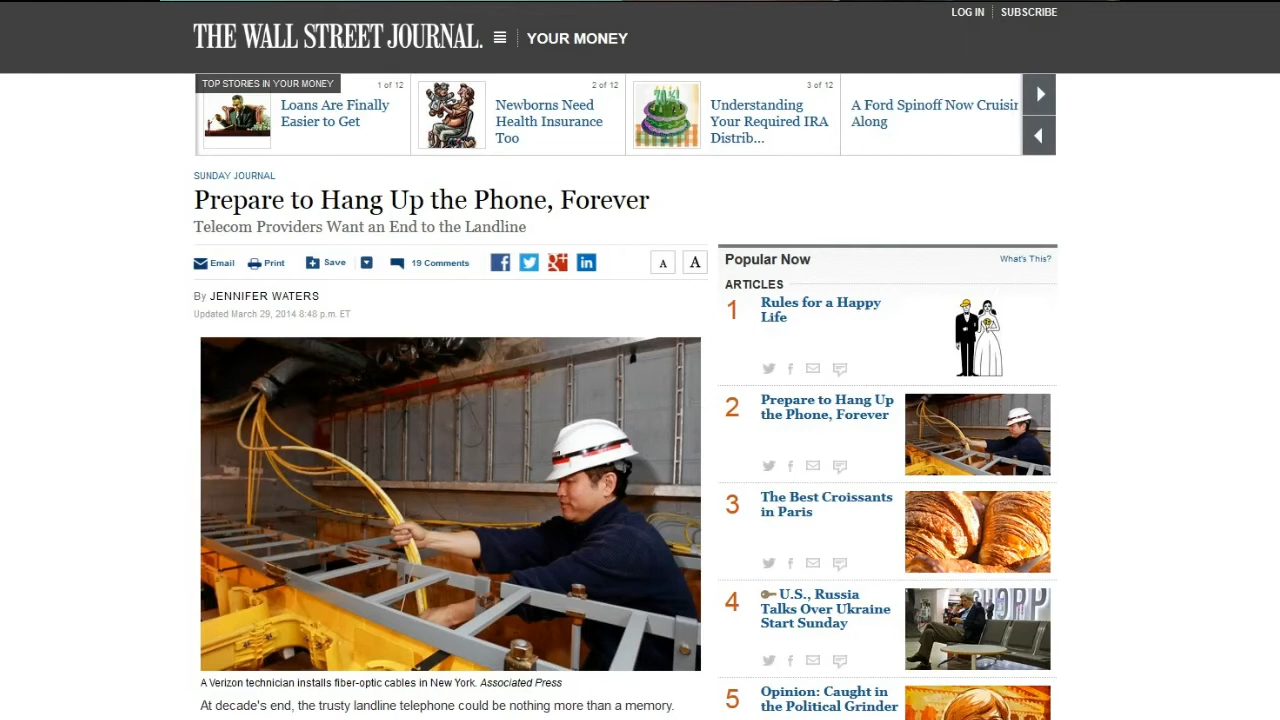 LOG IN
SUBSCRIBE
THE WALL STREET JOURNAL.
YOUR MONEY
TOP STORIES IN YOUR MONEY
1 of 12
Loans Are Finally
Easier to Get
2 of 12
Newborns Need
Health Insurance
Too
3 of 12
Understanding
Your Required IRA
Distrib...
A Ford Spinoff Now Cruisin
Along
SUNDAY JOURNAL
Prepare to Hang Up the Phone, Forever
Telecom Providers Want an End to the Landline
Email
Print
Save
19 Comments
A
A
By JENNIFER WATERS
Updated March 29, 2014 8:48 p.m. ET
A Verizon technician installs fiber-optic cables in New York. Associated Press
At decade's end, the trusty landline telephone could be nothing more than a memory.
Popular Now
What's This?
ARTICLES
1
Rules for a Happy
Life
2
Prepare to Hang Up
the Phone, Forever
3
The Best Croissants
in Paris
4
U.S., Russia
Talks Over Ukraine
Start Sunday
5
Opinion: Caught in
the Political Grinder